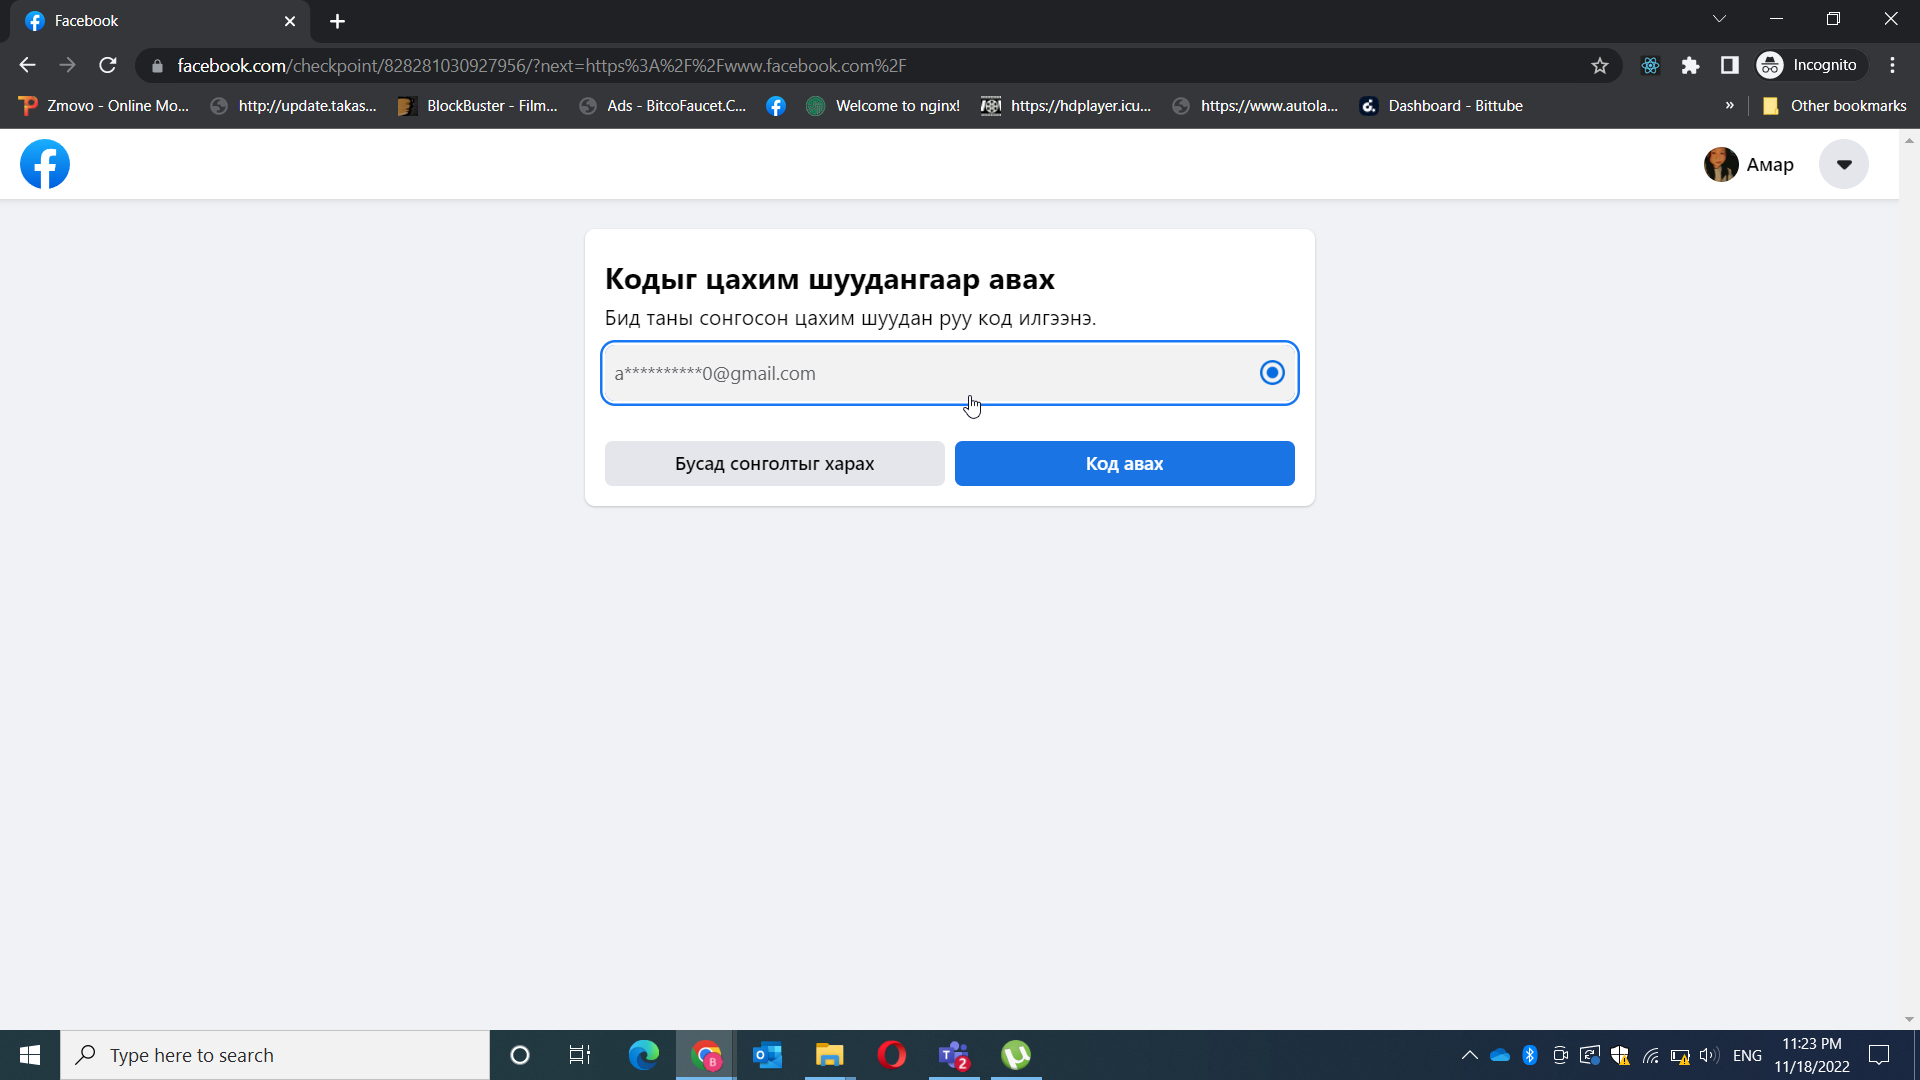 Facebook
facebook.com/checkpoint/828281030927956/?next=https%3A%2F%2Fwww.facebook.com%2F
Incognito
Zmovo - Online Mo...
http://update.takas...
BlockBuster - Film...
Ads - BitcoFaucet.C...
Welcome to nginx!
https://hdplayer.icu...
https://www.autola...
Dashboard - Bittube
»
Other bookmarks
Амар
Кодыг цахим шуудангаар авах
Бид таны сонгосон цахим шуудан руу код илгээнэ.
a**********0@gmail.com
Бусад сонголтыг харах
Код авах
Type here to search
ENG
11:23 PM
11/18/2022